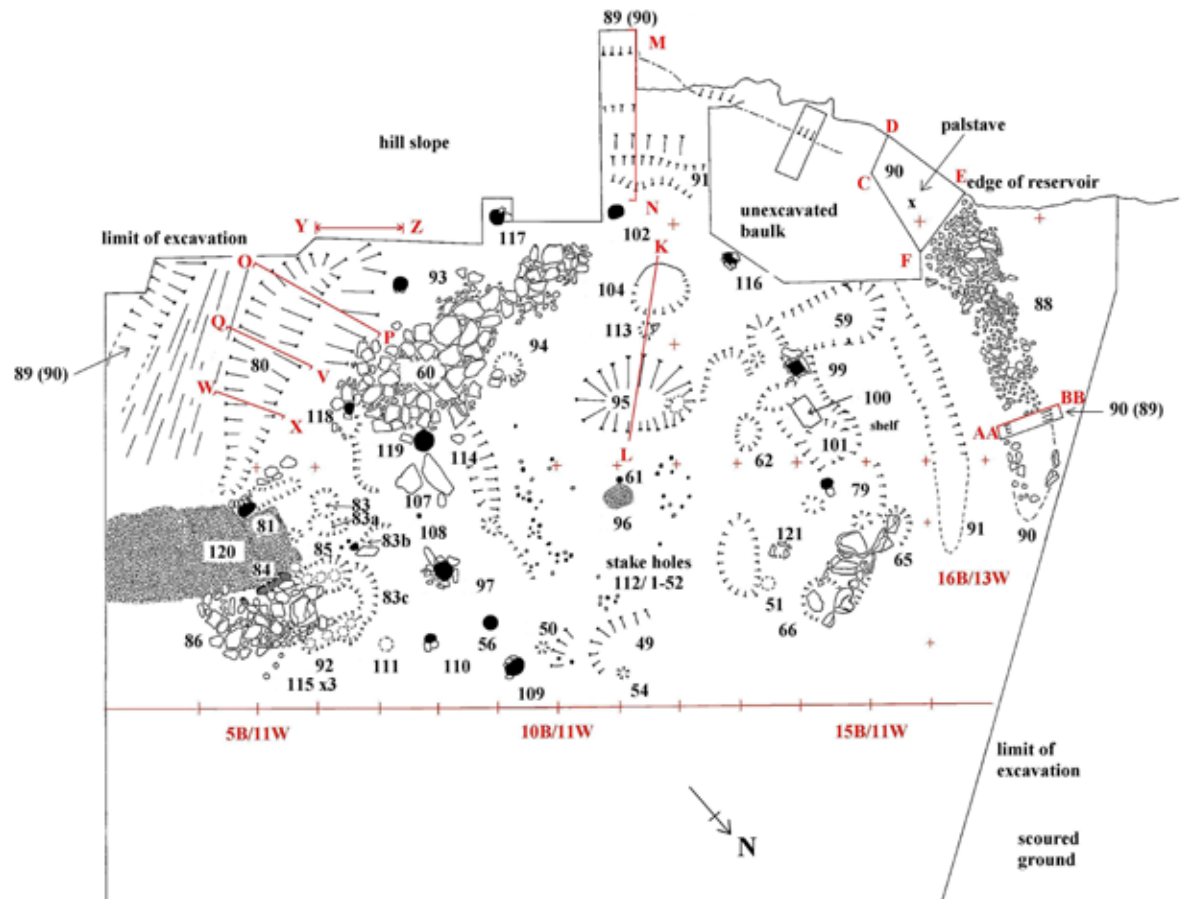 89 (90)
M
hill slope
D
palstave
90
C
E
edge of reservoir
x
91
unexcavated
baulk
N
Y
Z
117
102
limit of excavation
O
93
K
F
116
104
88
59
Q
P
113
89 (90)
80
94
99
W
V
60
95
100
BB
90 (89)
118
shelf
X
101
AA
119
114
L
62
61
107
79
81
83
96
83a
108
91
90
120
85
83b
121
65
84
stake holes
112/ 1-52
16B/13W
97
83c
51
66
86
50
49
56
92
111
110
115 x3
109
54
5B/11W
10B/11W
15B/11W
limit of
excavation
N
scoured
ground